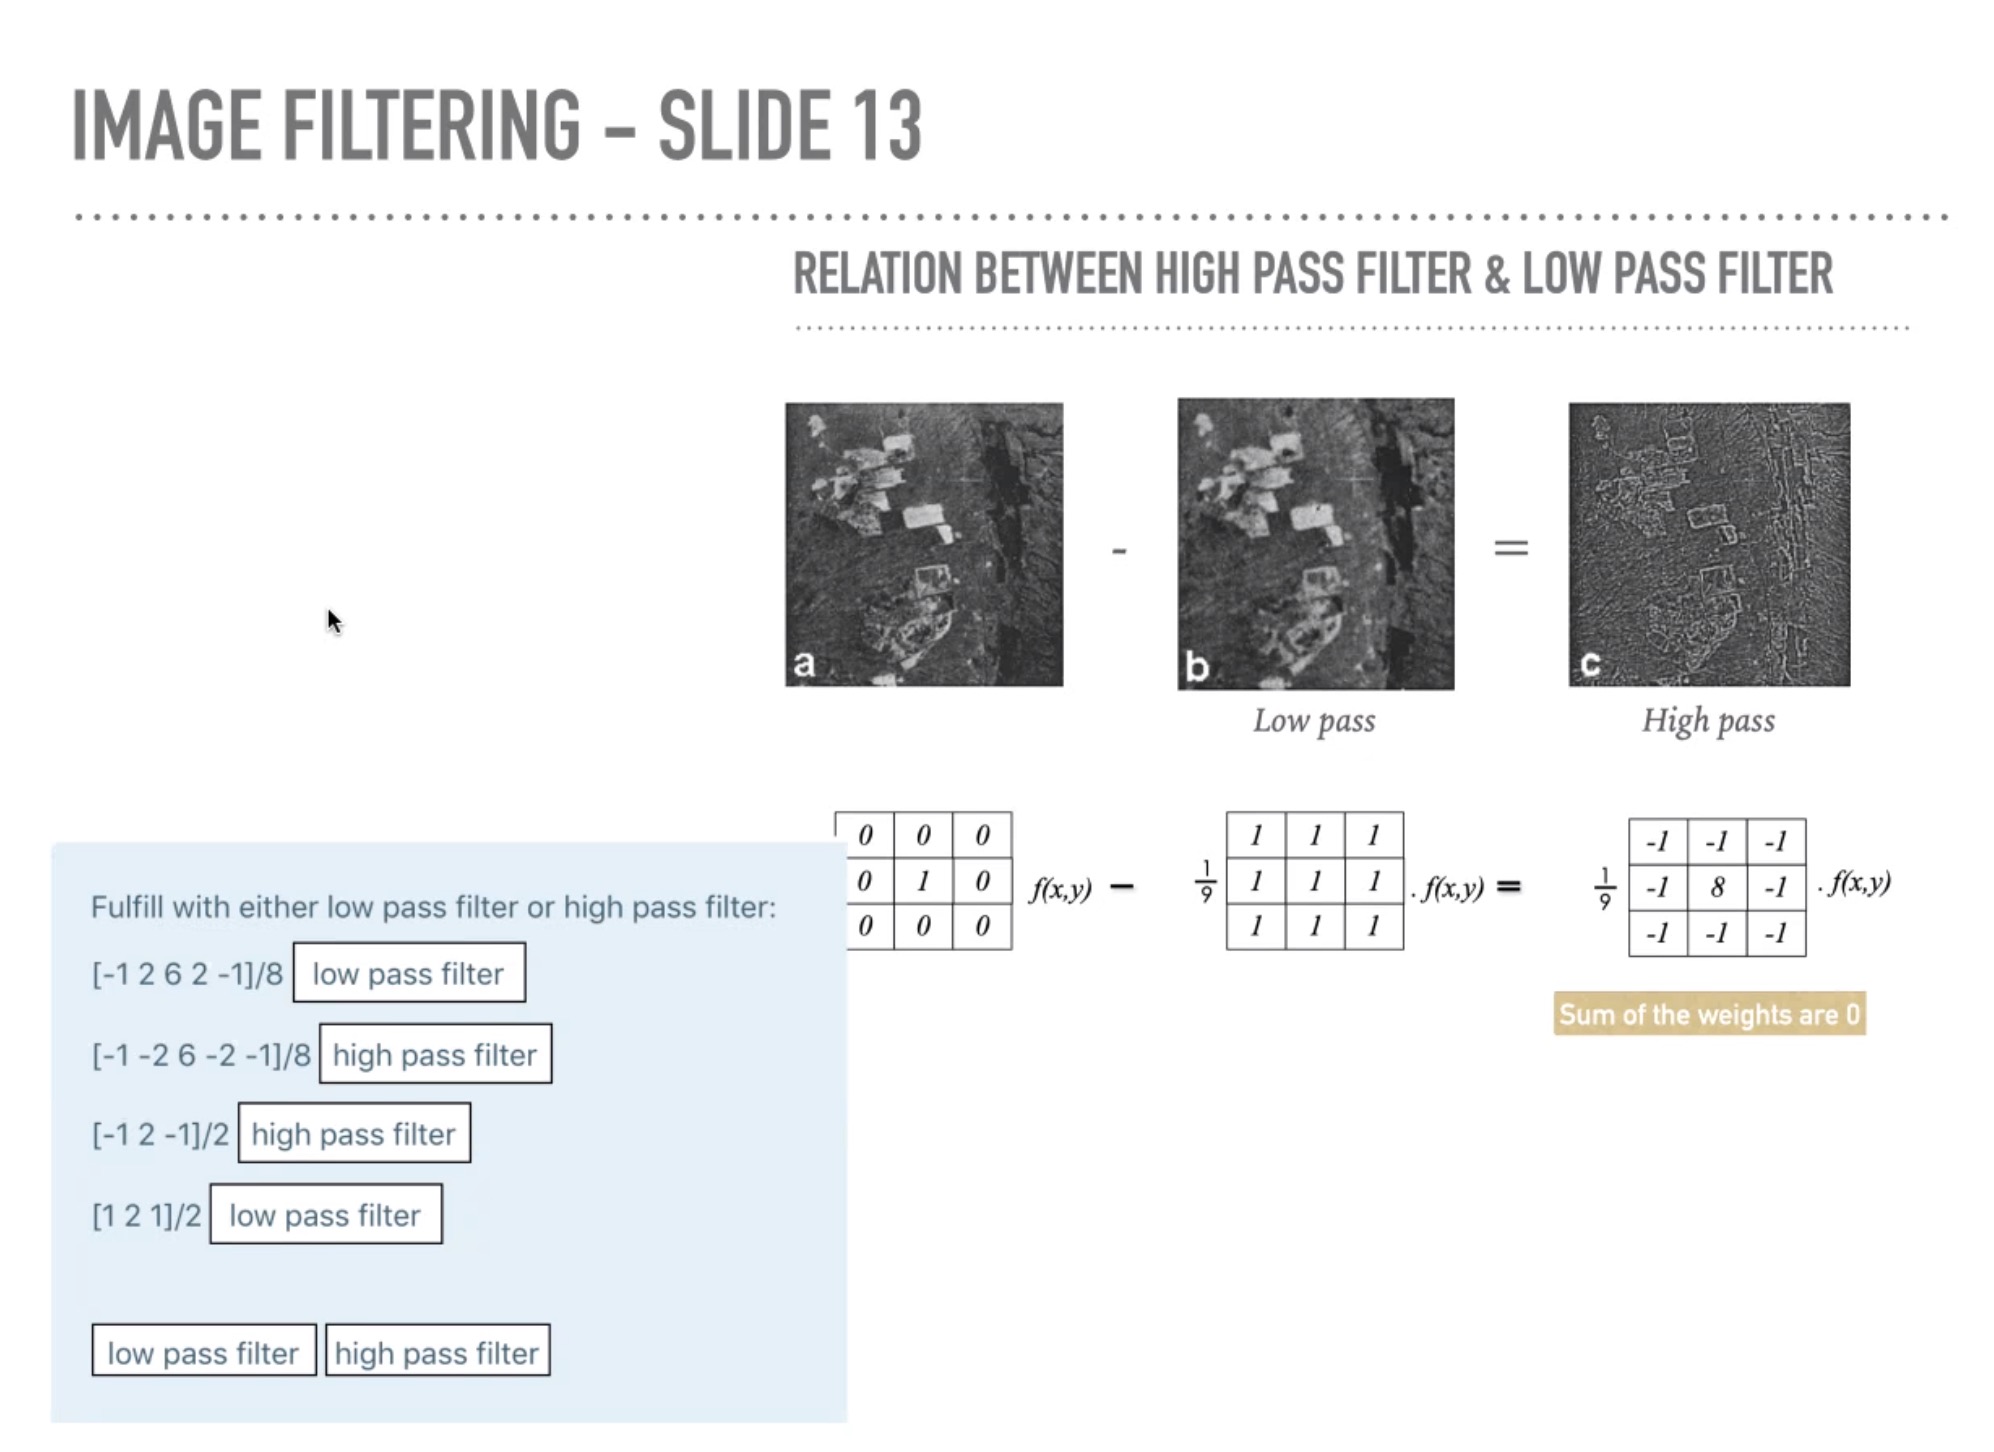 IMAGE FILTERING – SLIDE 13
RELATION BETWEEN HIGH PASS FILTER & LOW PASS FILTER
a
-
b
=
c
Low pass
High pass
0 0 0
0 1 0
0 0 0
f(x,y) −
1/9
1 1 1
1 1 1
1 1 1
. f(x,y) =
1/9
-1 -1 -1
-1 8 -1
-1 -1 -1
. f(x,y)
Sum of the weights are 0
Fulfill with either low pass filter or high pass filter:
[-1 2 6 2 -1]/8 low pass filter
[-1 -2 6 -2 -1]/8 high pass filter
[-1 2 -1]/2 high pass filter
[1 2 1]/2 low pass filter
low pass filter high pass filter